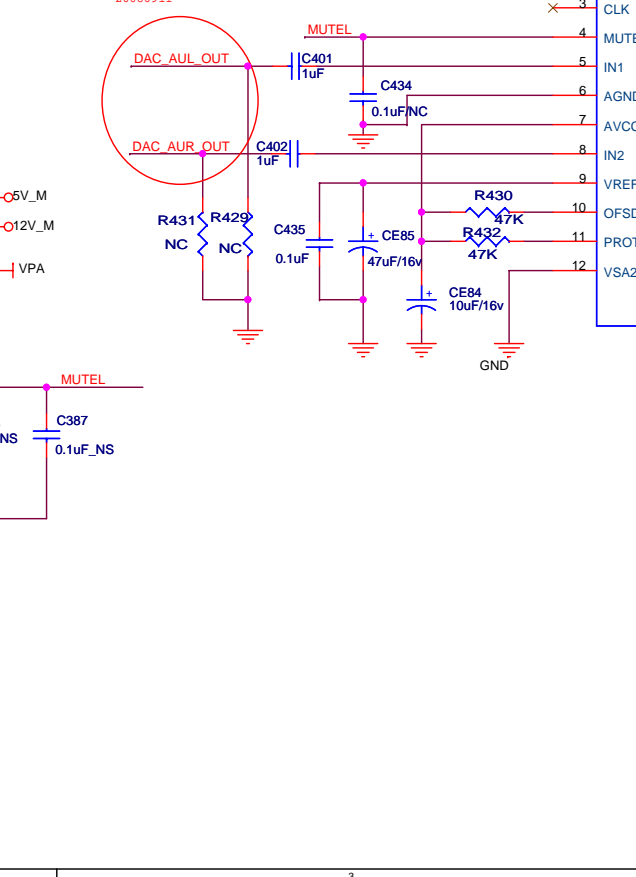 3 CLK
MUTEL
4 MUTE
DAC_AUL_OUT
C401
1uF
5 IN1
C434
0.1uF/NC
6 AGND
7 AVCC
DAC_AUR_OUT
C402
1uF
8 IN2
9 VREF
5V_M
12V_M
VPA
R431
NC
R429
NC
C435
0.1uF
CE85
47uF/16v
R430
47K
10 OFSD
R432
47K
11 PROT
12 VSA2
CE84
10uF/16v
GND
MUTEL
C387
0.1uF_NS
NS
3